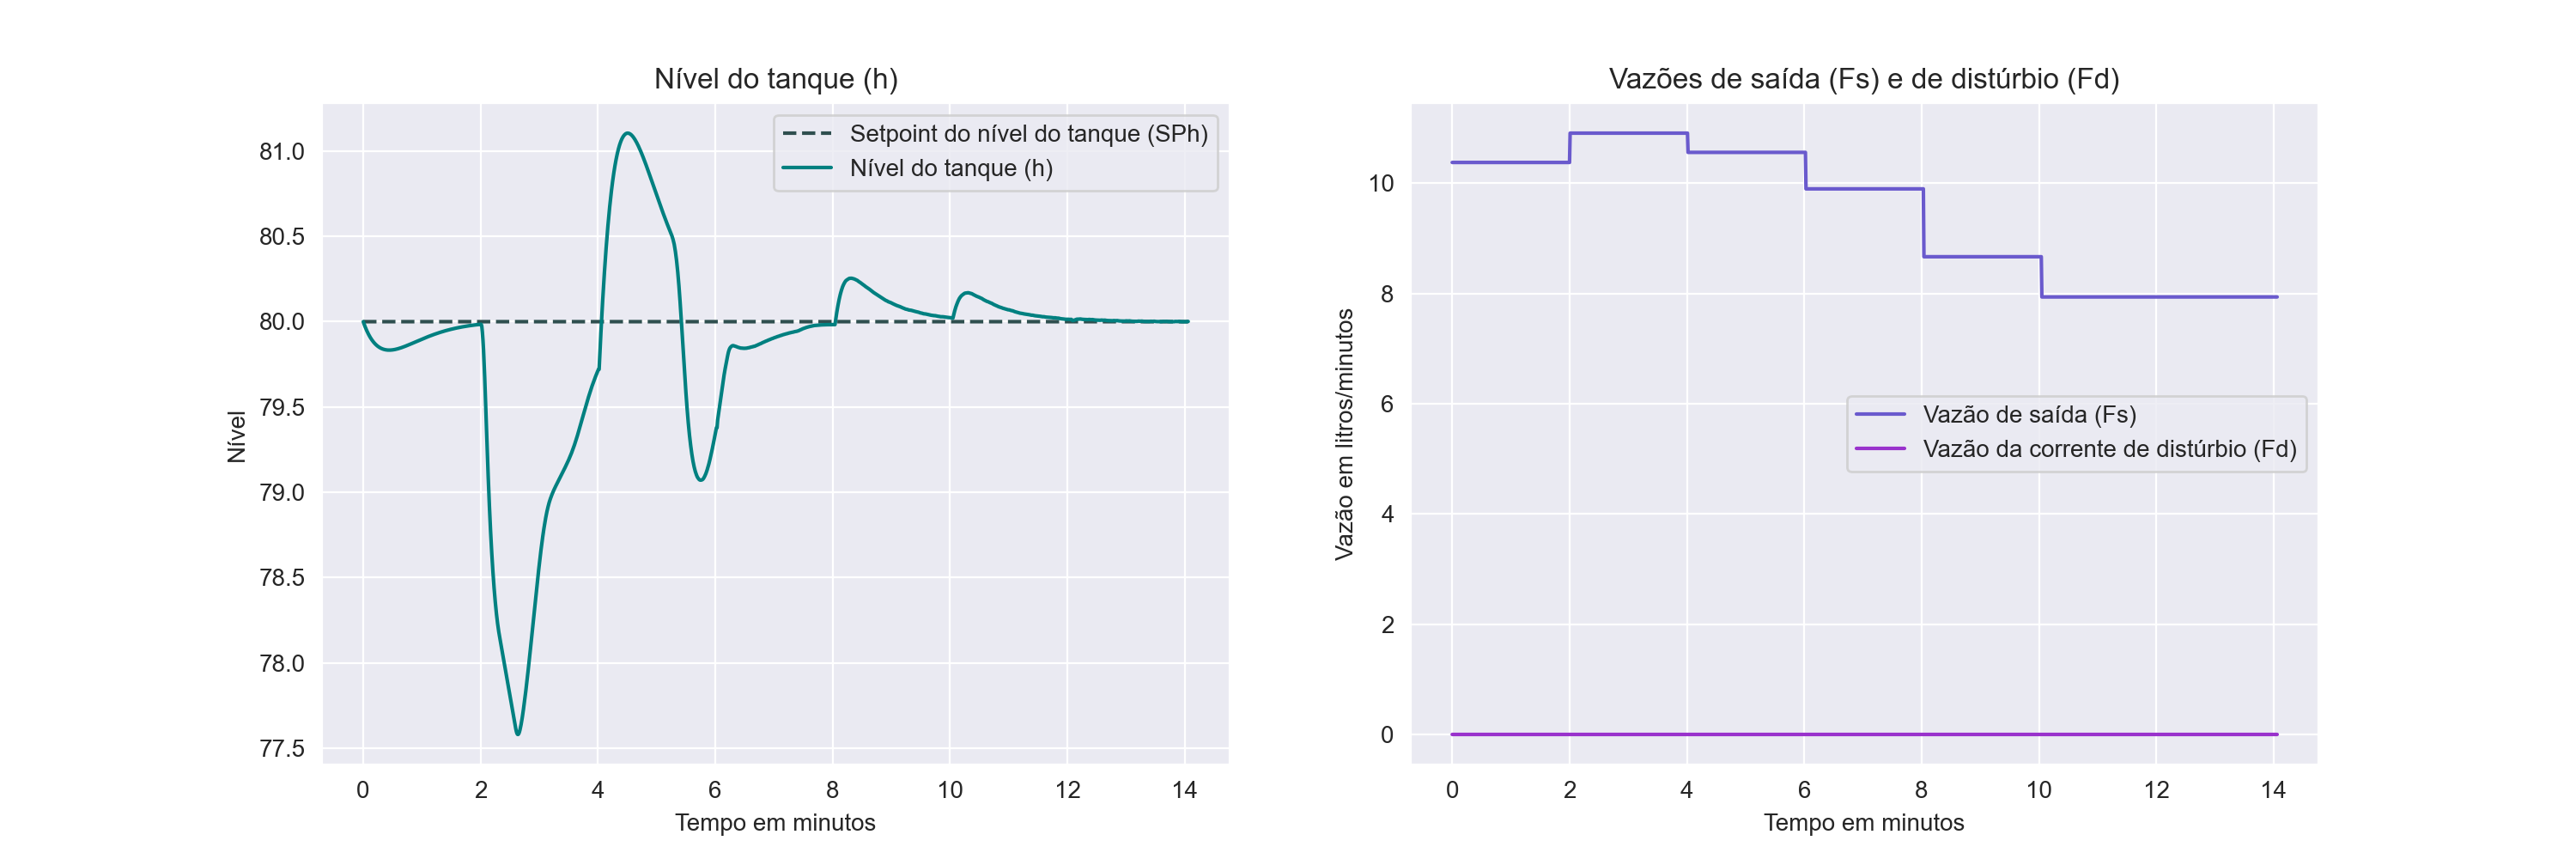 Nível do tanque (h)
Setpoint do nível do tanque (SPh)
Nível do tanque (h)
81.0
80.5
80.0
79.5
79.0
78.5
78.0
77.5
Nível
0 2 4 6 8 10 12 14
Tempo em minutos
Vazões de saída (Fs) e de distúrbio (Fd)
10
8
6
4
2
0
Vazão em litros/minutos
Vazão de saída (Fs)
Vazão da corrente de distúrbio (Fd)
0 2 4 6 8 10 12 14
Tempo em minutos